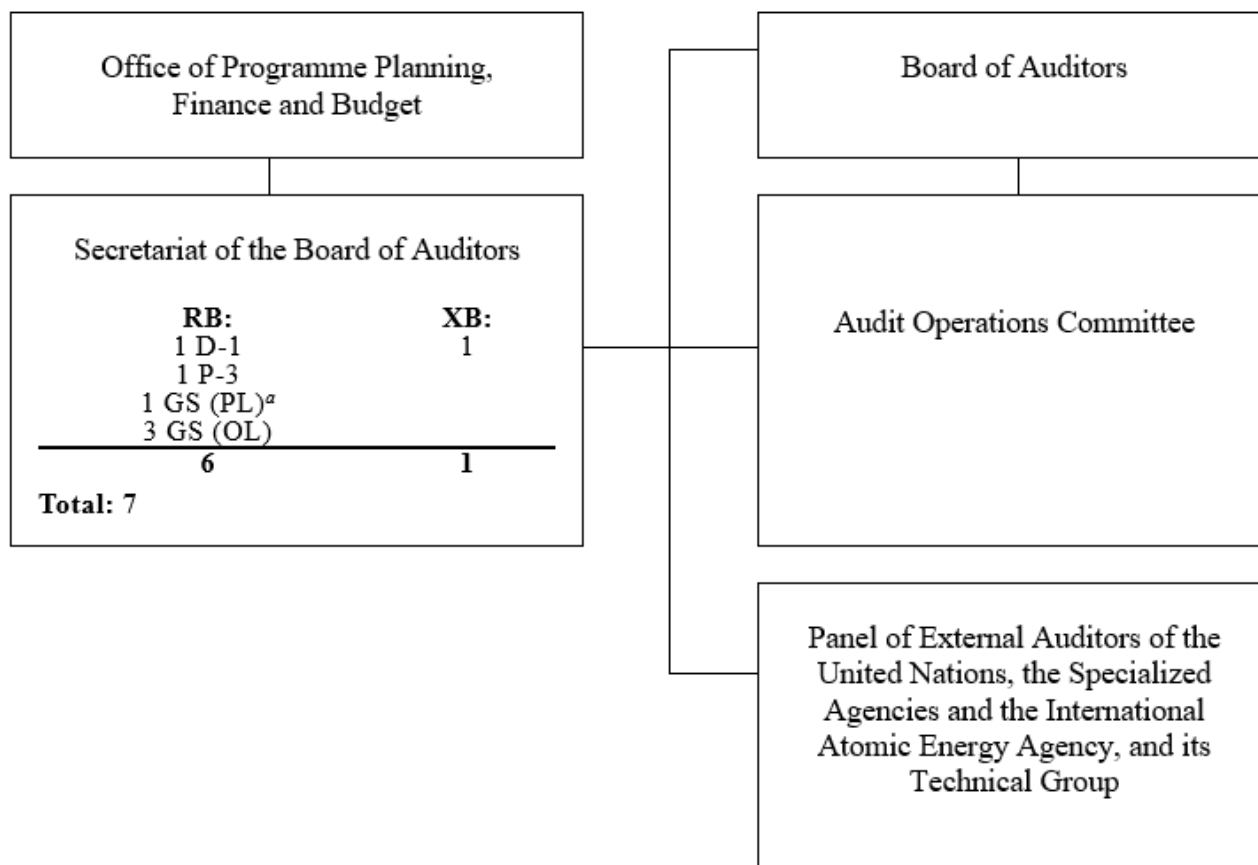 Office of Programme Planning,
Finance and Budget
Board of Auditors
Secretariat of the Board of Auditors
RB: XB:
1 D-1 1
1 P-3
1 GS (PL)a
3 GS (OL)
6 1
Total: 7
Audit Operations Committee
Panel of External Auditors of the
United Nations, the Specialized
Agencies and the International
Atomic Energy Agency, and its
Technical Group